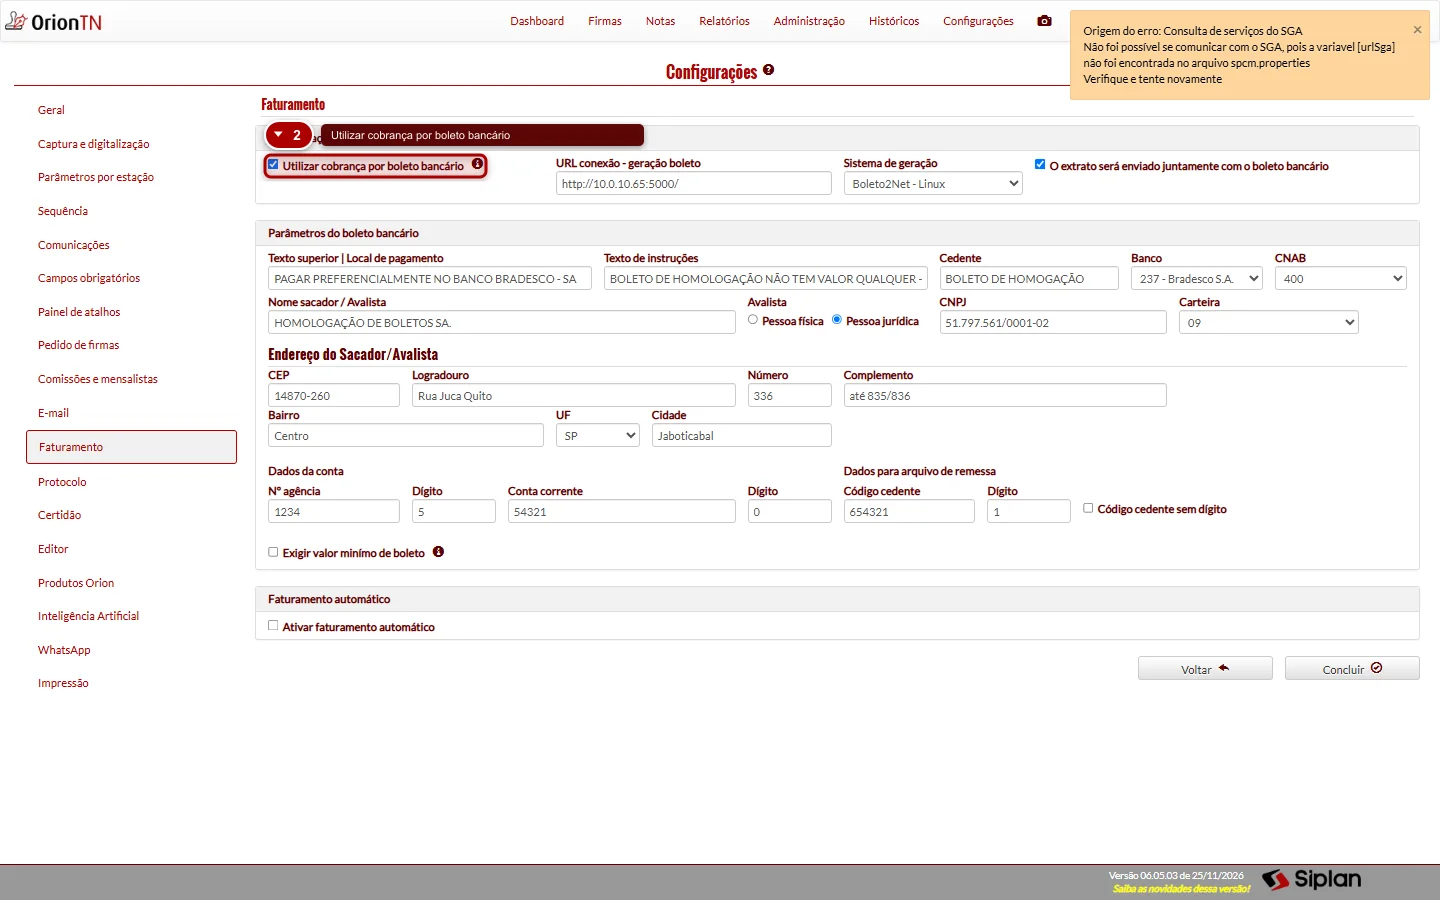 OrionTN
Dashboard
Firmas
Notas
Relatórios
Administração
Históricos
Configurações
Origem do erro: Consulta de serviços do SGA
Não foi possível se comunicar com o SGA, pois a variavel [urlSga]
não foi encontrada no arquivo spcm.properties
Verifique e tente novamente
×
Configurações
Geral
Captura e digitalização
Parâmetros por estação
Sequência
Comunicações
Campos obrigatórios
Painel de atalhos
Pedido de firmas
Comissões e mensalistas
E-mail
Faturamento
Protocolo
Certidão
Editor
Produtos Orion
Inteligência Artificial
WhatsApp
Impressão
Faturamento
2
Utilizar cobrança por boleto bancário
Utilizar cobrança por boleto bancário
URL conexão - geração boleto
http://10.0.10.65:5000/
Sistema de geração
Boleto2Net - Linux
O extrato será enviado juntamente com o boleto bancário
Parâmetros do boleto bancário
Texto superior | Local de pagamento
PAGAR PREFERENCIALMENTE NO BANCO BRADESCO - SA
Texto de instruções
BOLETO DE HOMOLOGAÇÃO NÃO TEM VALOR QUALQUER -
Cedente
BOLETO DE HOMOGAÇÃO
Banco
237 - Bradesco S.A.
CNAB
400
Nome sacador / Avalista
HOMOLOGAÇÃO DE BOLETOS SA.
Avalista
Pessoa física
Pessoa jurídica
CNPJ
51.797.561/0001-02
Carteira
09
Endereço do Sacador/Avalista
CEP
14870-260
Logradouro
Rua Juca Quito
Número
336
Complemento
até 835/836
Bairro
Centro
UF
SP
Cidade
Jaboticabal
Dados da conta
Dados para arquivo de remessa
Nº agência
1234
Dígito
5
Conta corrente
54321
Dígito
0
Código cedente
654321
Dígito
1
Código cedente sem dígito
Exigir valor minímo de boleto
Faturamento automático
Ativar faturamento automático
Voltar
Concluir
Versão 06.05.03 de 25/11/2026
Saiba as novidades dessa versão!
Siplan